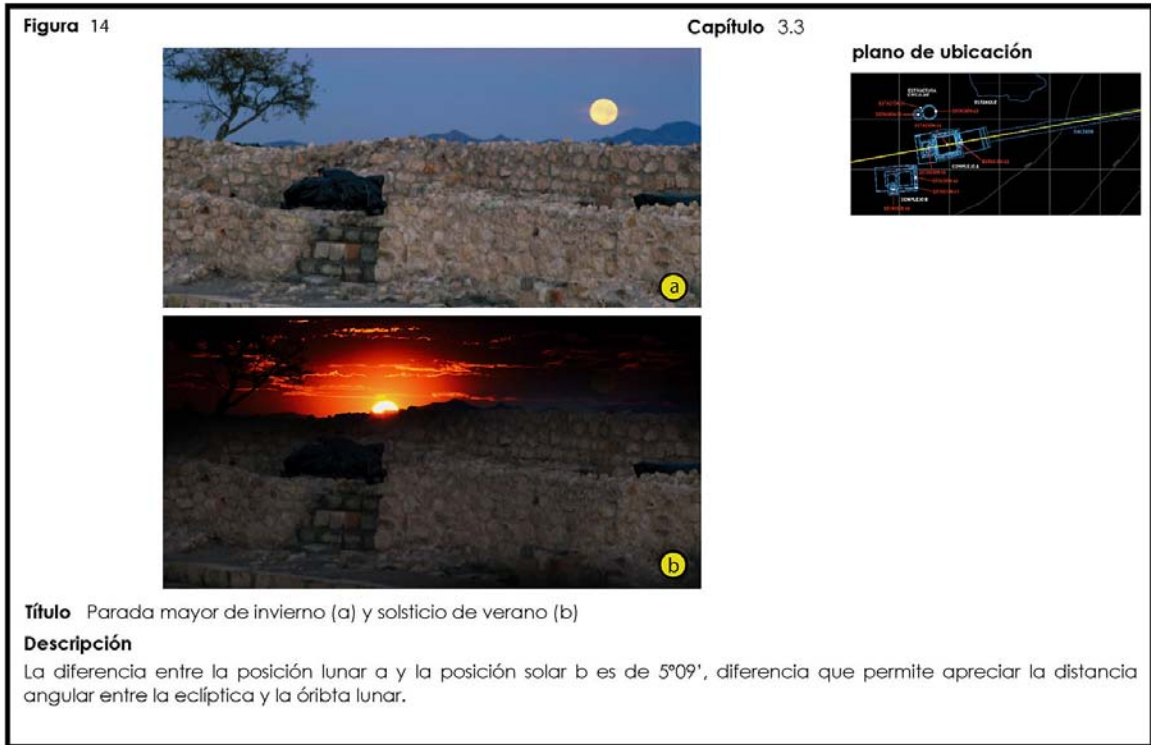 Figura 14
Capítulo 3.3
plano de ubicación
ESTRUCTURA
CIRCULAR
COMPLEJO A
COMPLEJO B
a
b
Título Parada mayor de invierno (a) y solsticio de verano (b)
Descripción
La diferencia entre la posición lunar a y la posición solar b es de 5°09', diferencia que permite apreciar la distancia
angular entre la eclíptica y la óribta lunar.